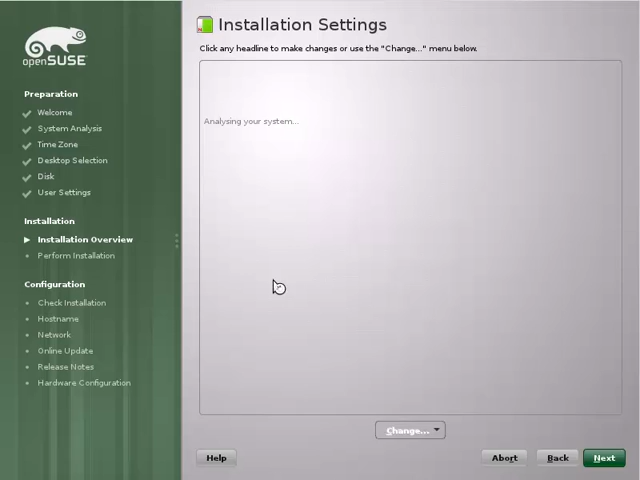 openSUSE
Preparation
Welcome
System Analysis
Time Zone
Desktop Selection
Disk
User Settings
Installation
Installation Overview
Perform Installation
Configuration
Check Installation
Hostname
Network
Online Update
Release Notes
Hardware Configuration
Installation Settings
Click any headline to make changes or use the "Change..." menu below.
Analysing your system...
Change...
Help
Abort
Back
Next